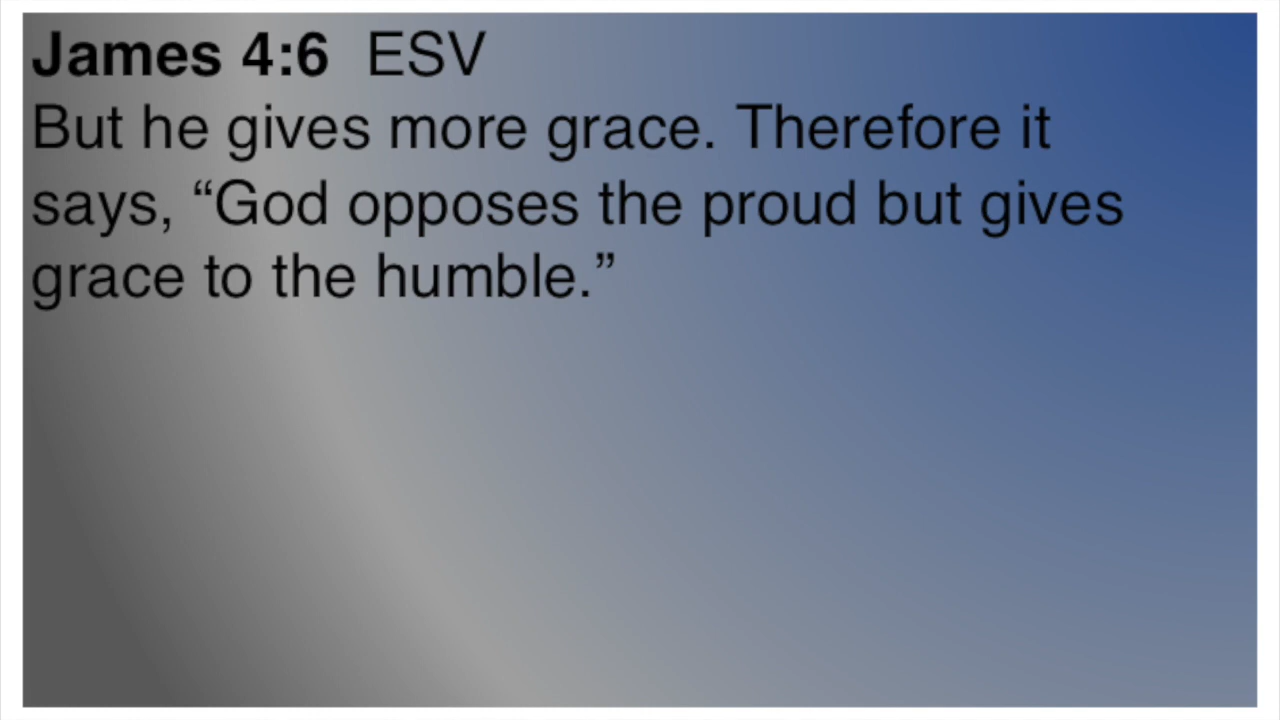 James 4:6 ESV
But he gives more grace. Therefore it
says, “God opposes the proud but gives
grace to the humble.”